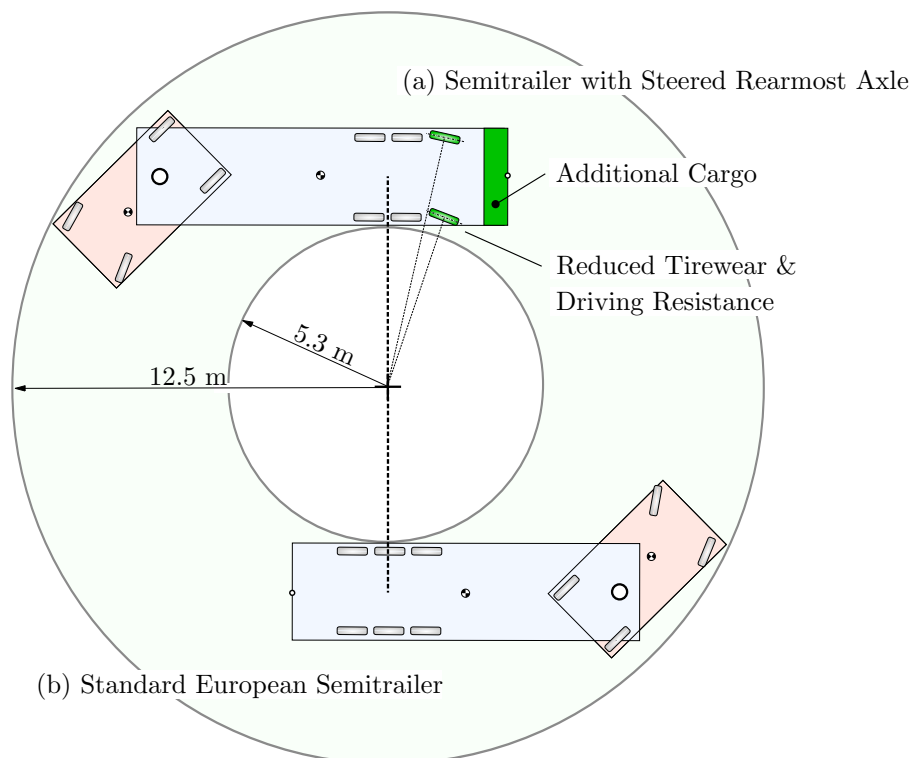 (a) Semitrailer with Steered Rearmost Axle
Additional Cargo
Reduced Tirewear &
Driving Resistance
5.3 m
12.5 m
(b) Standard European Semitrailer